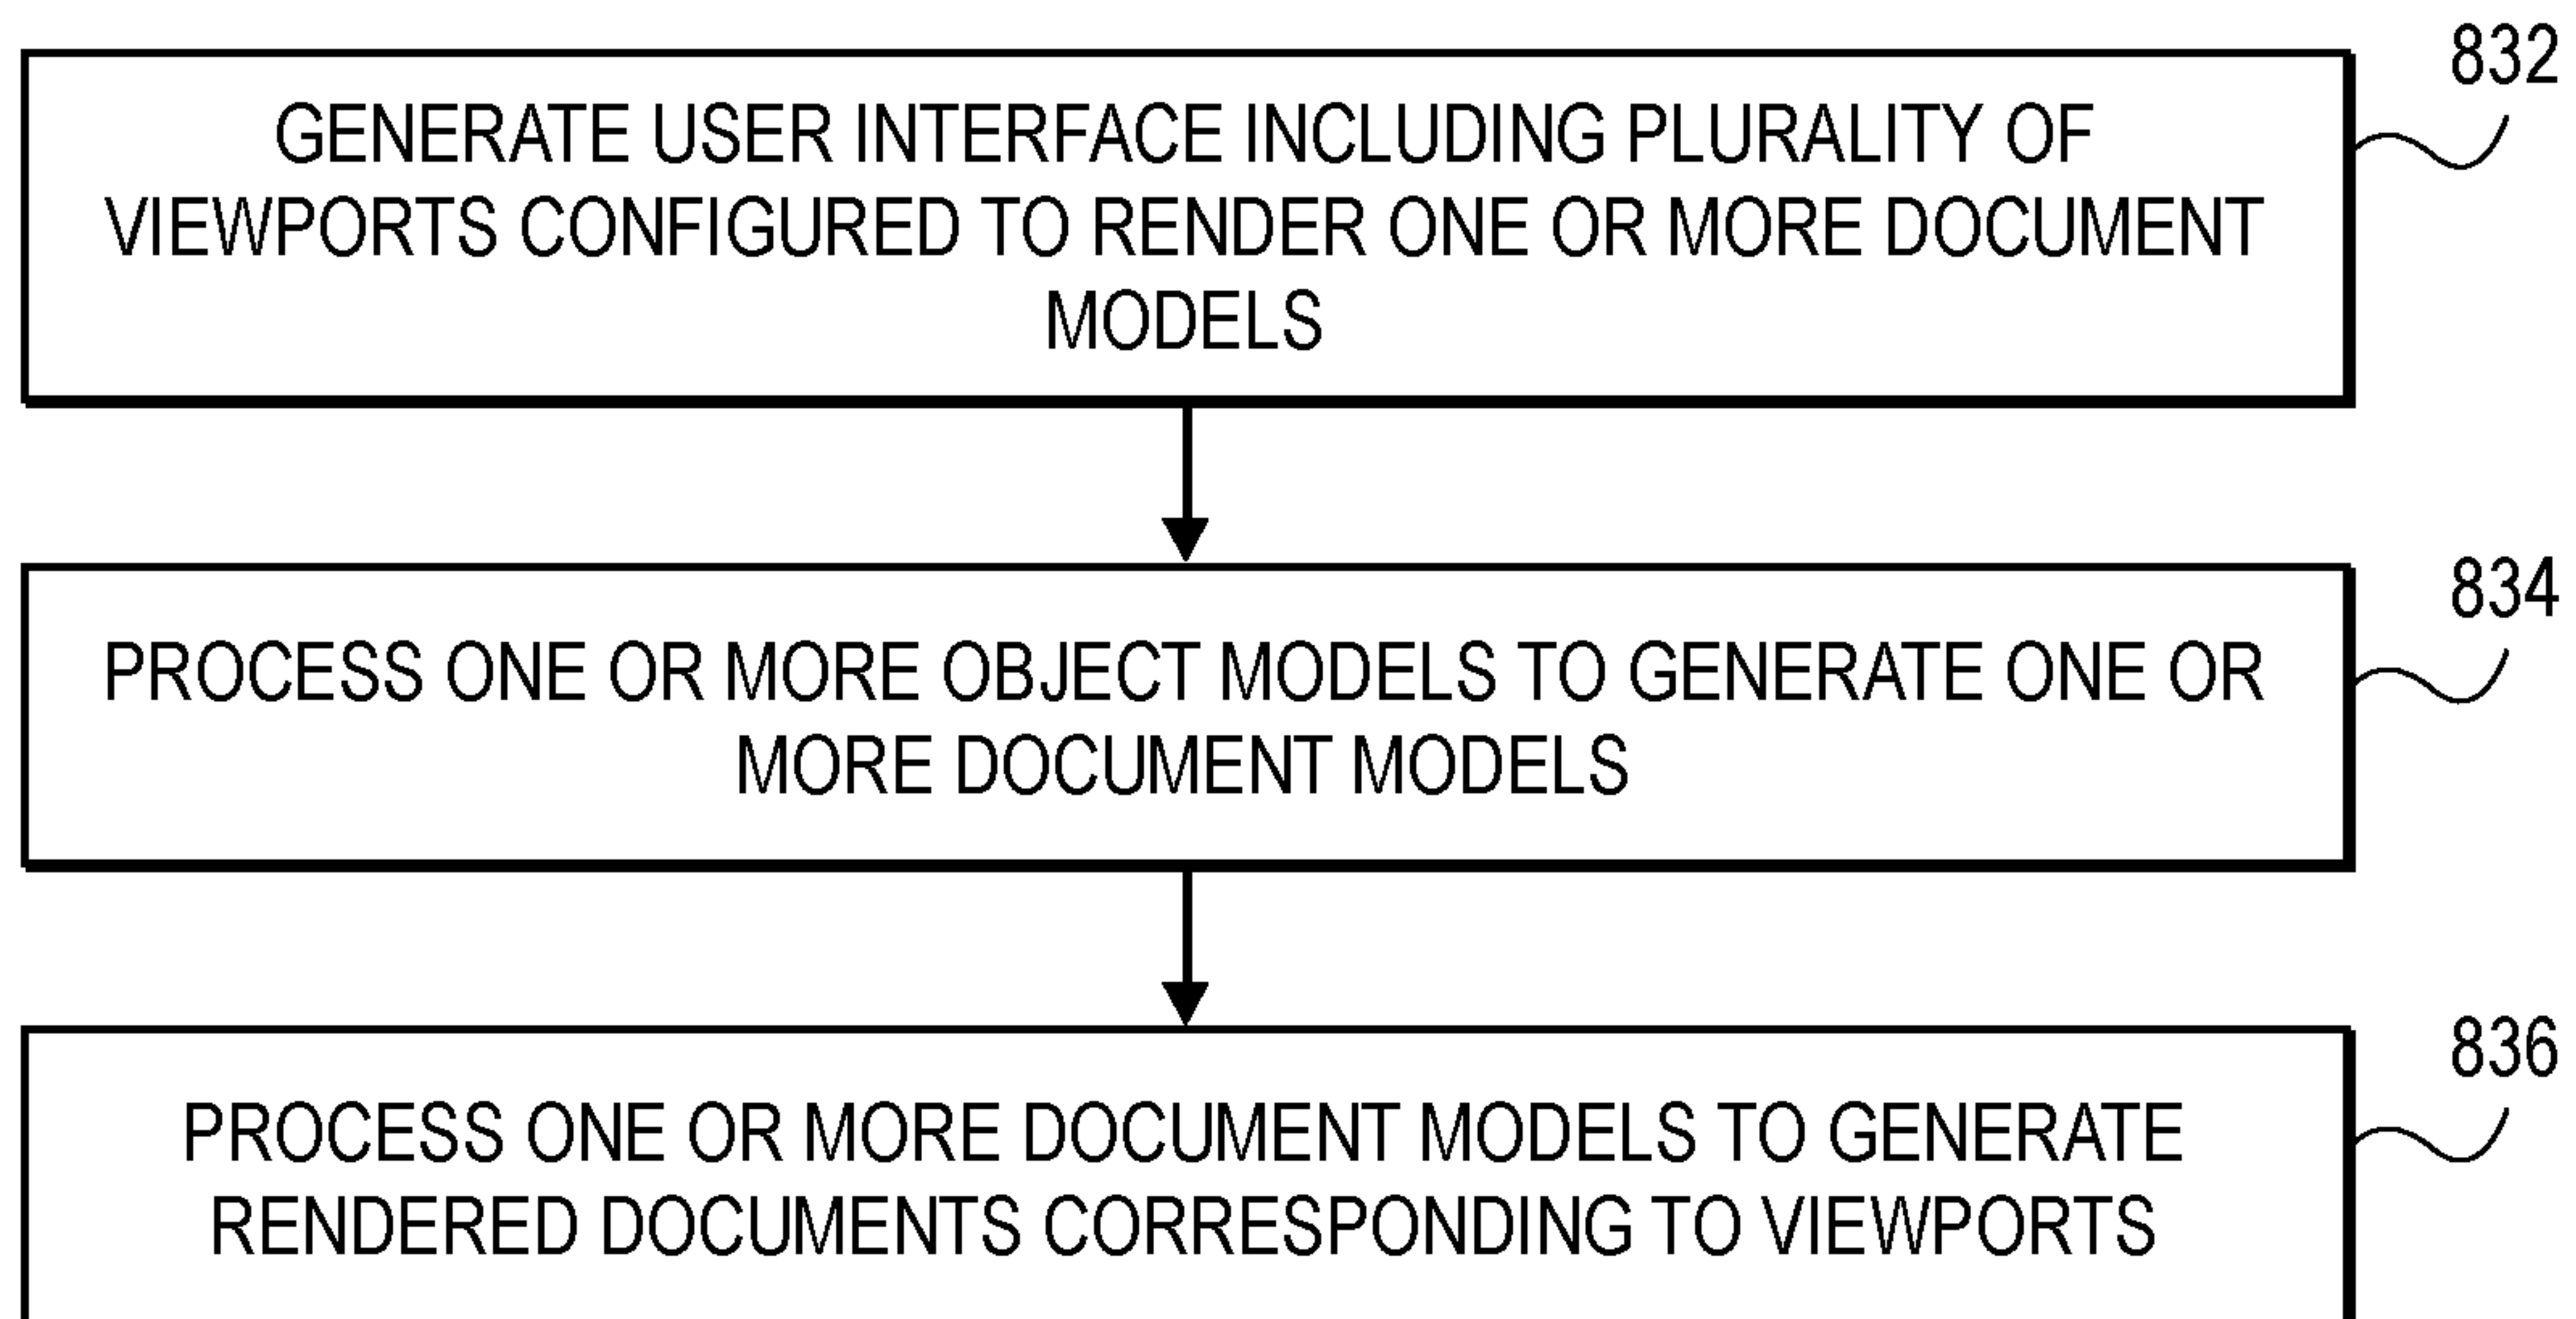 832
GENERATE USER INTERFACE INCLUDING PLURALITY OF
VIEWPORTS CONFIGURED TO RENDER ONE OR MORE DOCUMENT
MODELS
834
PROCESS ONE OR MORE OBJECT MODELS TO GENERATE ONE OR
MORE DOCUMENT MODELS
836
PROCESS ONE OR MORE DOCUMENT MODELS TO GENERATE
RENDERED DOCUMENTS CORRESPONDING TO VIEWPORTS